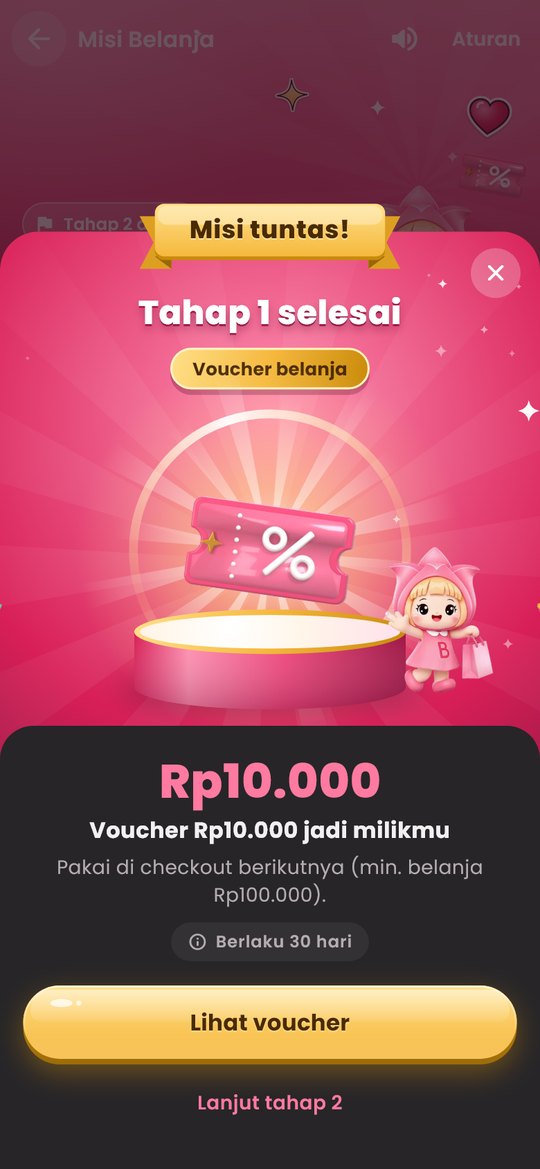 Misi Belanja
Aturan
%
Tahap 2
Misi tuntas!
Tahap 1 selesai
Voucher belanja
%
B
Rp10.000
Voucher Rp10.000 jadi milikmu
Pakai di checkout berikutnya (min. belanja
Rp100.000).
Berlaku 30 hari
Lihat voucher
Lanjut tahap 2